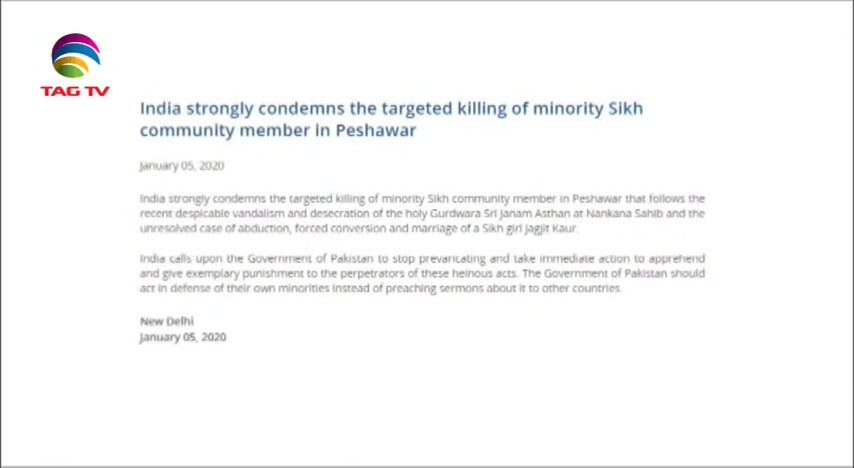 TAG TV
India strongly condemns the targeted killing of minority Sikh
community member in Peshawar
January 05, 2020
India strongly condemns the targeted killing of minority Sikh community member in Peshawar that follows the
recent despicable vandalism and desecration of the holy Gurdwara Sri Janam Asthan at Nankana Sahib and the
unresolved case of abduction, forced conversion and marriage of a Sikh girl Jagjit Kaur.
India calls upon the Government of Pakistan to stop prevaricating and take immediate action to apprehend
and give exemplary punishment to the perpetrators of these heinous acts. The Government of Pakistan should
act in defense of their own minorities instead of preaching sermons about it to other countries.
New Delhi
January 05, 2020